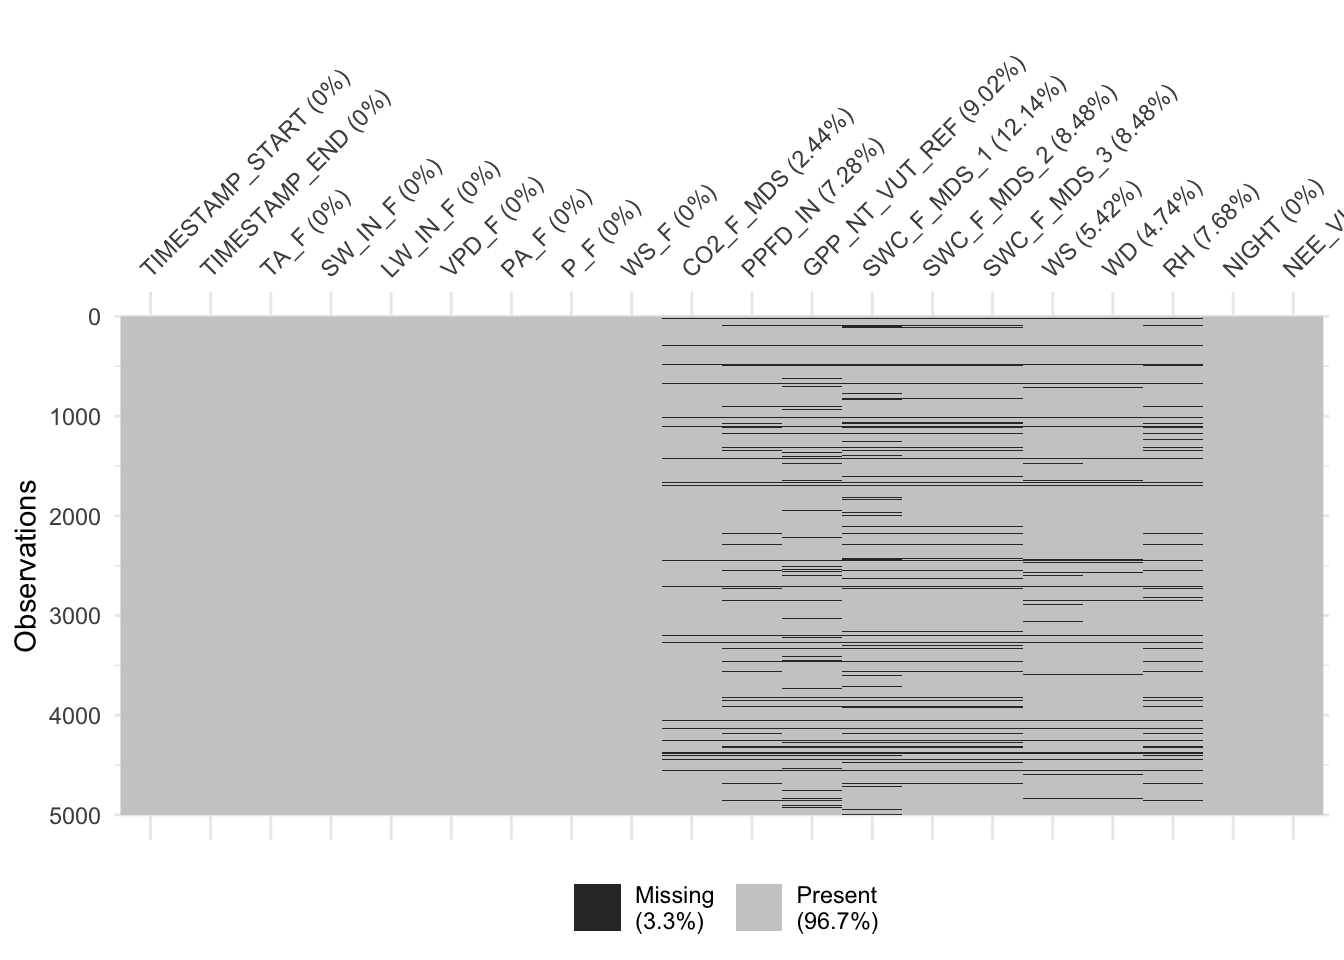 TIMESTAMP_START (0%)
TIMESTAMP_END (0%)
TA_F (0%)
SW_IN_F (0%)
LW_IN_F (0%)
VPD_F (0%)
PA_F (0%)
P_F (0%)
WS_F (0%)
CO2_F_MDS (2.44%)
PPFD_IN (7.28%)
GPP_NT_VUT_REF (9.02%)
SWC_F_MDS_1 (12.14%)
SWC_F_MDS_2 (8.48%)
SWC_F_MDS_3 (8.48%)
WS (5.42%)
WD (4.74%)
RH (7.68%)
NIGHT (0%)
NEE_VU
Observations
0
1000
2000
3000
4000
5000
Missing
(3.3%)
Present
(96.7%)